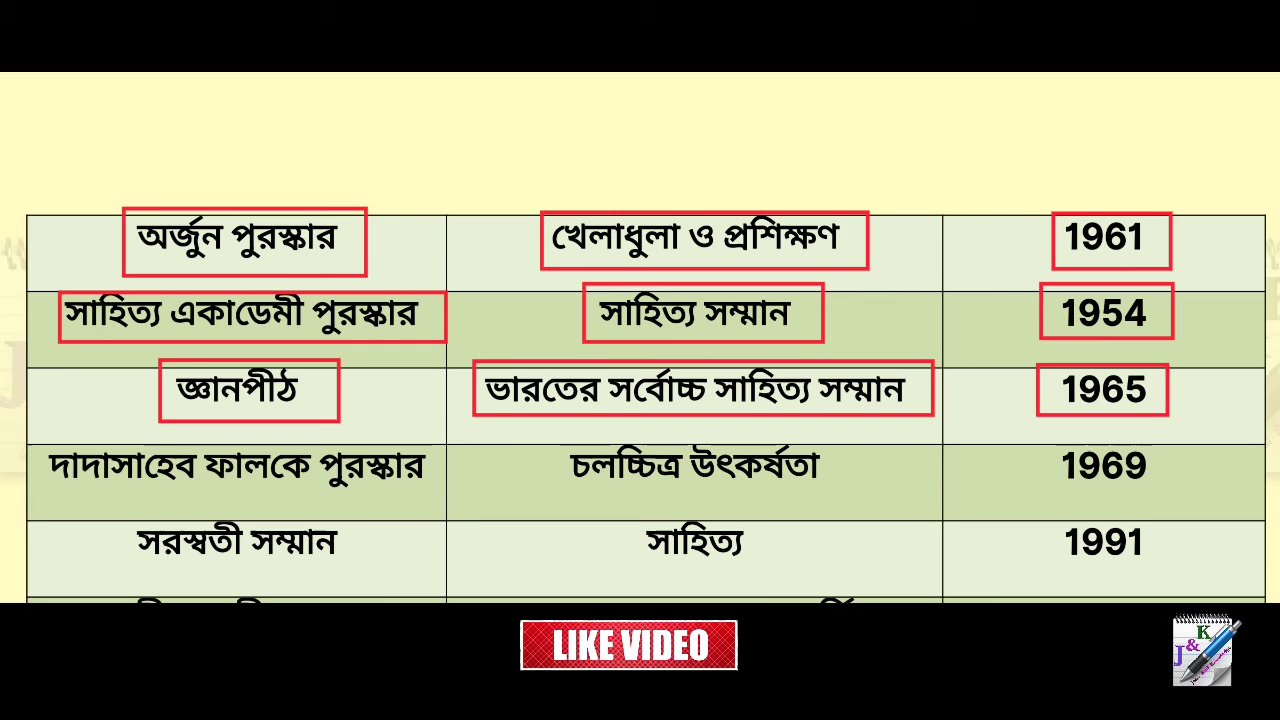 অর্জুন পুরস্কার খেলাধুলা ও প্রশিক্ষণ 1961
সাহিত্য একাডেমী পুরস্কার সাহিত্য সম্মান 1954
জ্ঞানপীঠ ভারতের সর্বোচ্চ সাহিত্য সম্মান 1965
দাদাসাহেব ফালকে পুরস্কার চলচ্চিত্র উৎকর্ষতা 1969
সরস্বতী সম্মান সাহিত্য 1991
LIKE VIDEO
J&K